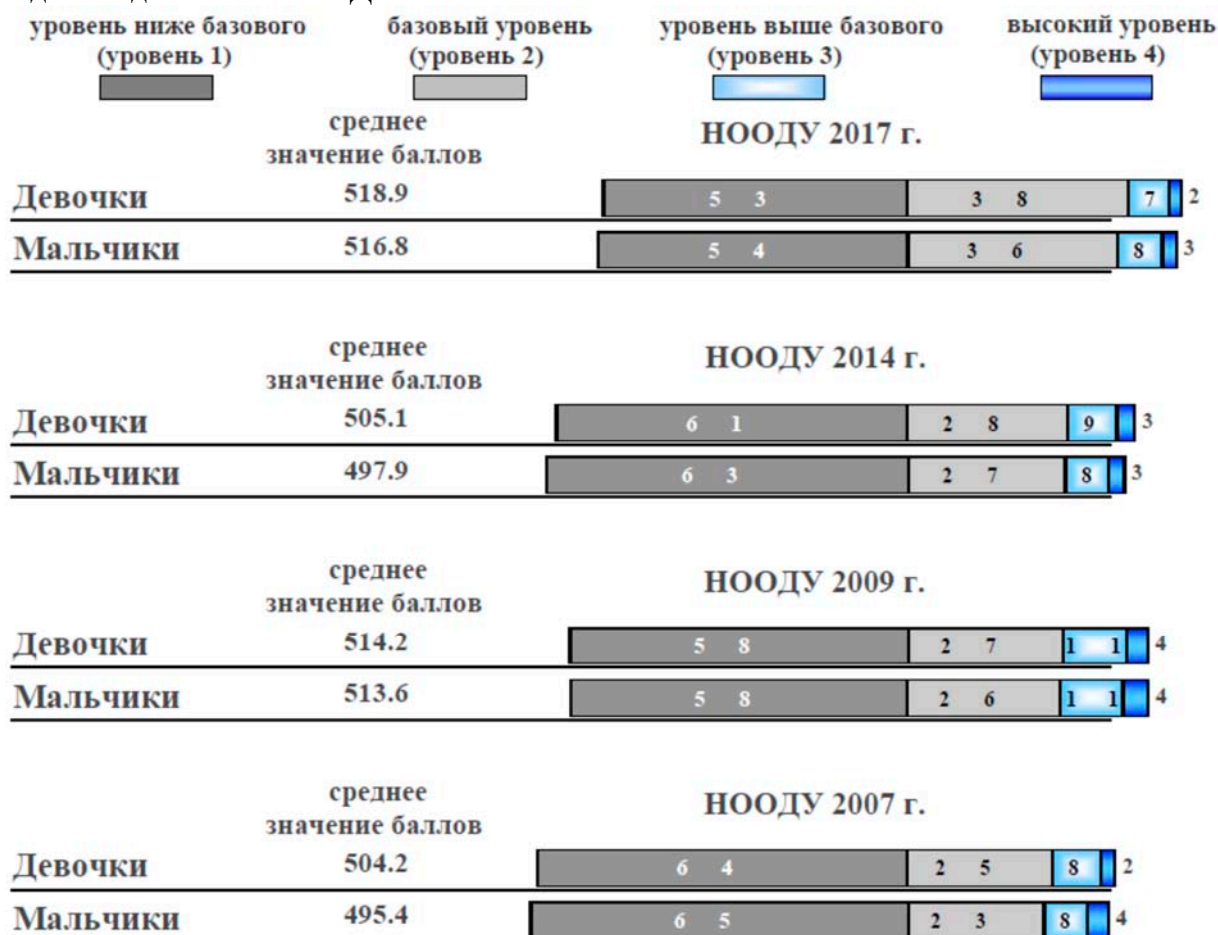 уровень ниже базового базовый уровень уровень выше базового высокий уровень
(уровень 1) (уровень 2) (уровень 3) (уровень 4)
среднее
значение баллов НООДУ 2017 г.
Девочки 518.9 5 3 3 8 7 2
Мальчики 516.8 5 4 3 6 8 3
среднее
значение баллов НООДУ 2014 г.
Девочки 505.1 6 1 2 8 9 3
Мальчики 497.9 6 3 2 7 8 3
среднее
значение баллов НООДУ 2009 г.
Девочки 514.2 5 8 2 7 1 1 4
Мальчики 513.6 5 8 2 6 1 1 4
среднее
значение баллов НООДУ 2007 г.
Девочки 504.2 6 4 2 5 8 2
Мальчики 495.4 6 5 2 3 8 4